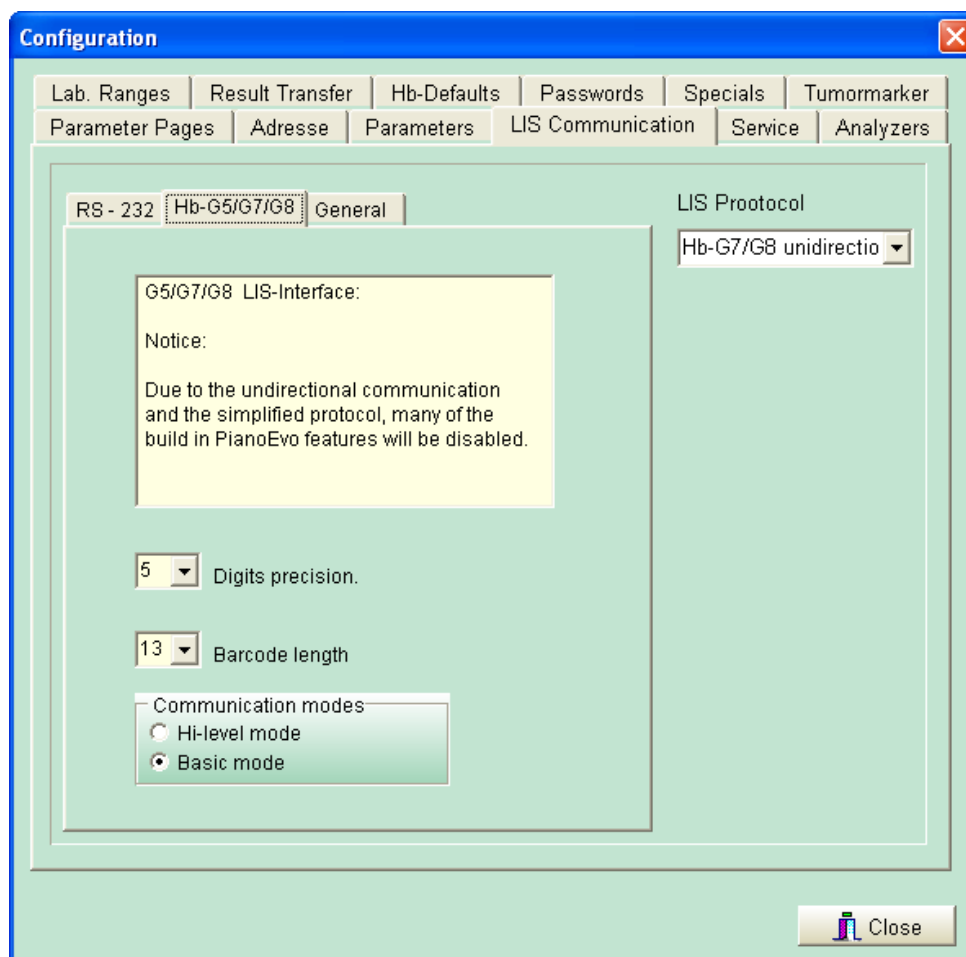 Configuration
Lab. Ranges Result Transfer Hb-Defaults Passwords Specials Tumormarker
Parameter Pages Adresse Parameters LIS Communication Service Analyzers
RS - 232 Hb-G5/G7/G8 General
LIS Prootocol
Hb-G7/G8 unidirectio
G5/G7/G8 LIS-Interface:
Notice:
Due to the undirectional communication
and the simplified protocol, many of the
build in PianoEvo features will be disabled.
5 Digits precision.
13 Barcode length
Communication modes
Hi-level mode
Basic mode
Close